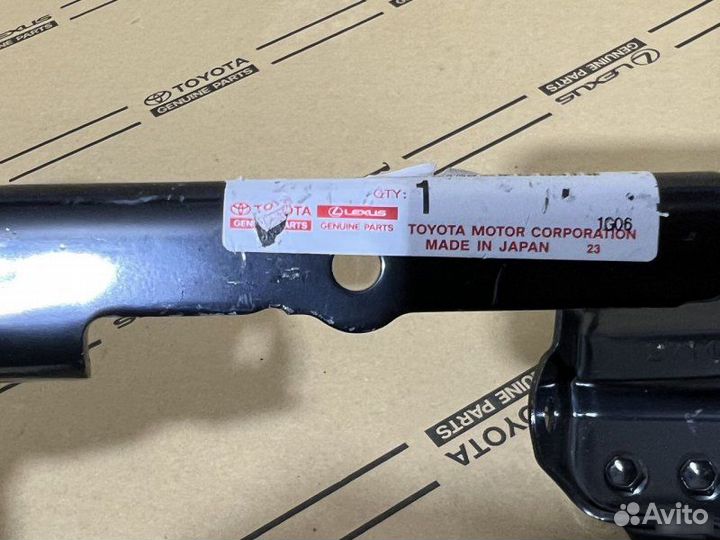 LEXUS
GENUINE PARTS
TOYOTA
GENUINE PARTS
LEXUS
GENUINE PARTS
QTY: 1
TOYOTA
GENUINE PARTS
LEXUS
GENUINE PARTS
1G06
TOYOTA MOTOR CORPORATION
MADE IN JAPAN 23
TOYOTA
GENUINE PARTS
Avito